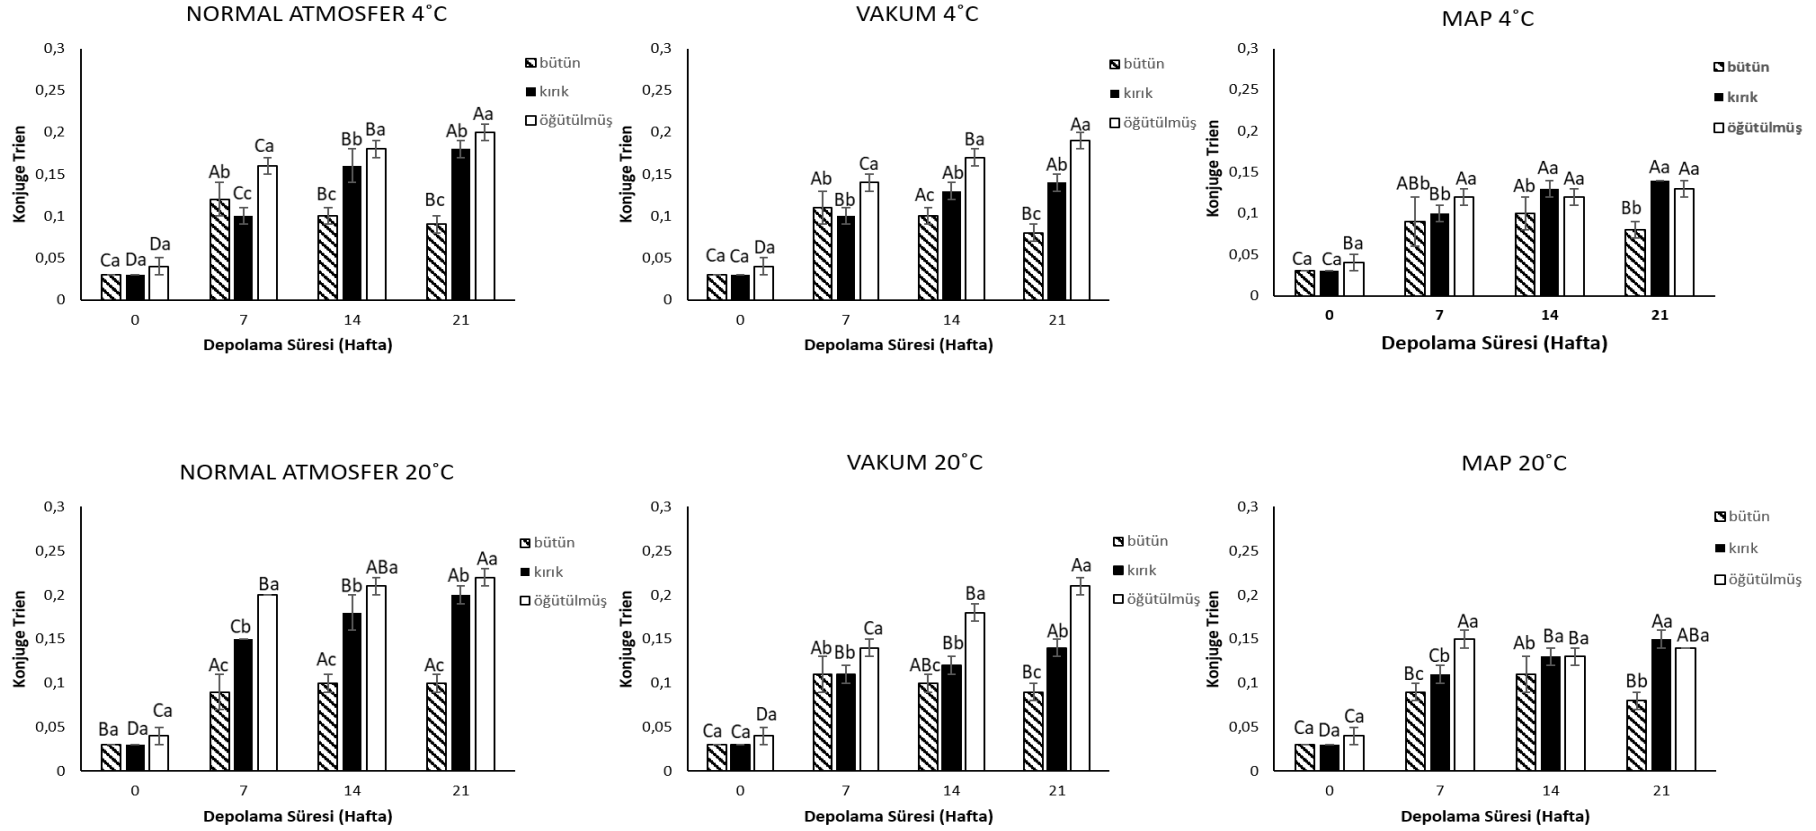 NORMAL ATMOSFER 4˚C
0,3
0,25
0,2
0,15
0,1
0,05
0
Konjuge Trien
Ca Da Da
Ab Cc Ca
Bc Bb Ba
Bc Ab Aa
0 7 14 21
Depolama Süresi (Hafta)
bütün
kırık
öğütülmüş
VAKUM 4˚C
0,3
0,25
0,2
0,15
0,1
0,05
0
Konjuge Trien
Ca Ca Da
Ab Bb Ca
Ac Ab Ba
Bc Ab Aa
0 7 14 21
Depolama Süresi (Hafta)
bütün
kırık
öğütülmüş
MAP 4˚C
0,3
0,25
0,2
0,15
0,1
0,05
0
Konjuge Trien
Ca Ca Ba
ABb Bb Aa
Ab Aa Aa
Bb Aa Aa
0 7 14 21
Depolama Süresi (Hafta)
bütün
kırık
öğütülmüş
NORMAL ATMOSFER 20˚C
0,3
0,25
0,2
0,15
0,1
0,05
0
Konjuge Trien
Ba Da Ca
Ac Cb Ba
Ac Bb ABa
Ac Ab Aa
0 7 14 21
Depolama Süresi (Hafta)
bütün
kırık
öğütülmüş
VAKUM 20˚C
0,3
0,25
0,2
0,15
0,1
0,05
0
Konjuge Trien
Ca Ca Da
Ab Bb Ca
ABc Bb Ba
Bc Ab Aa
0 7 14 21
Depolama Süresi (Hafta)
bütün
kırık
öğütülmüş
MAP 20˚C
0,3
0,25
0,2
0,15
0,1
0,05
0
Konjuge Trien
Ca Da Ca
Bc Cb Aa
Ab Ba Ba
Bb Aa ABa
0 7 14 21
Depolama Süresi (Hafta)
bütün
kırık
öğütülmüş